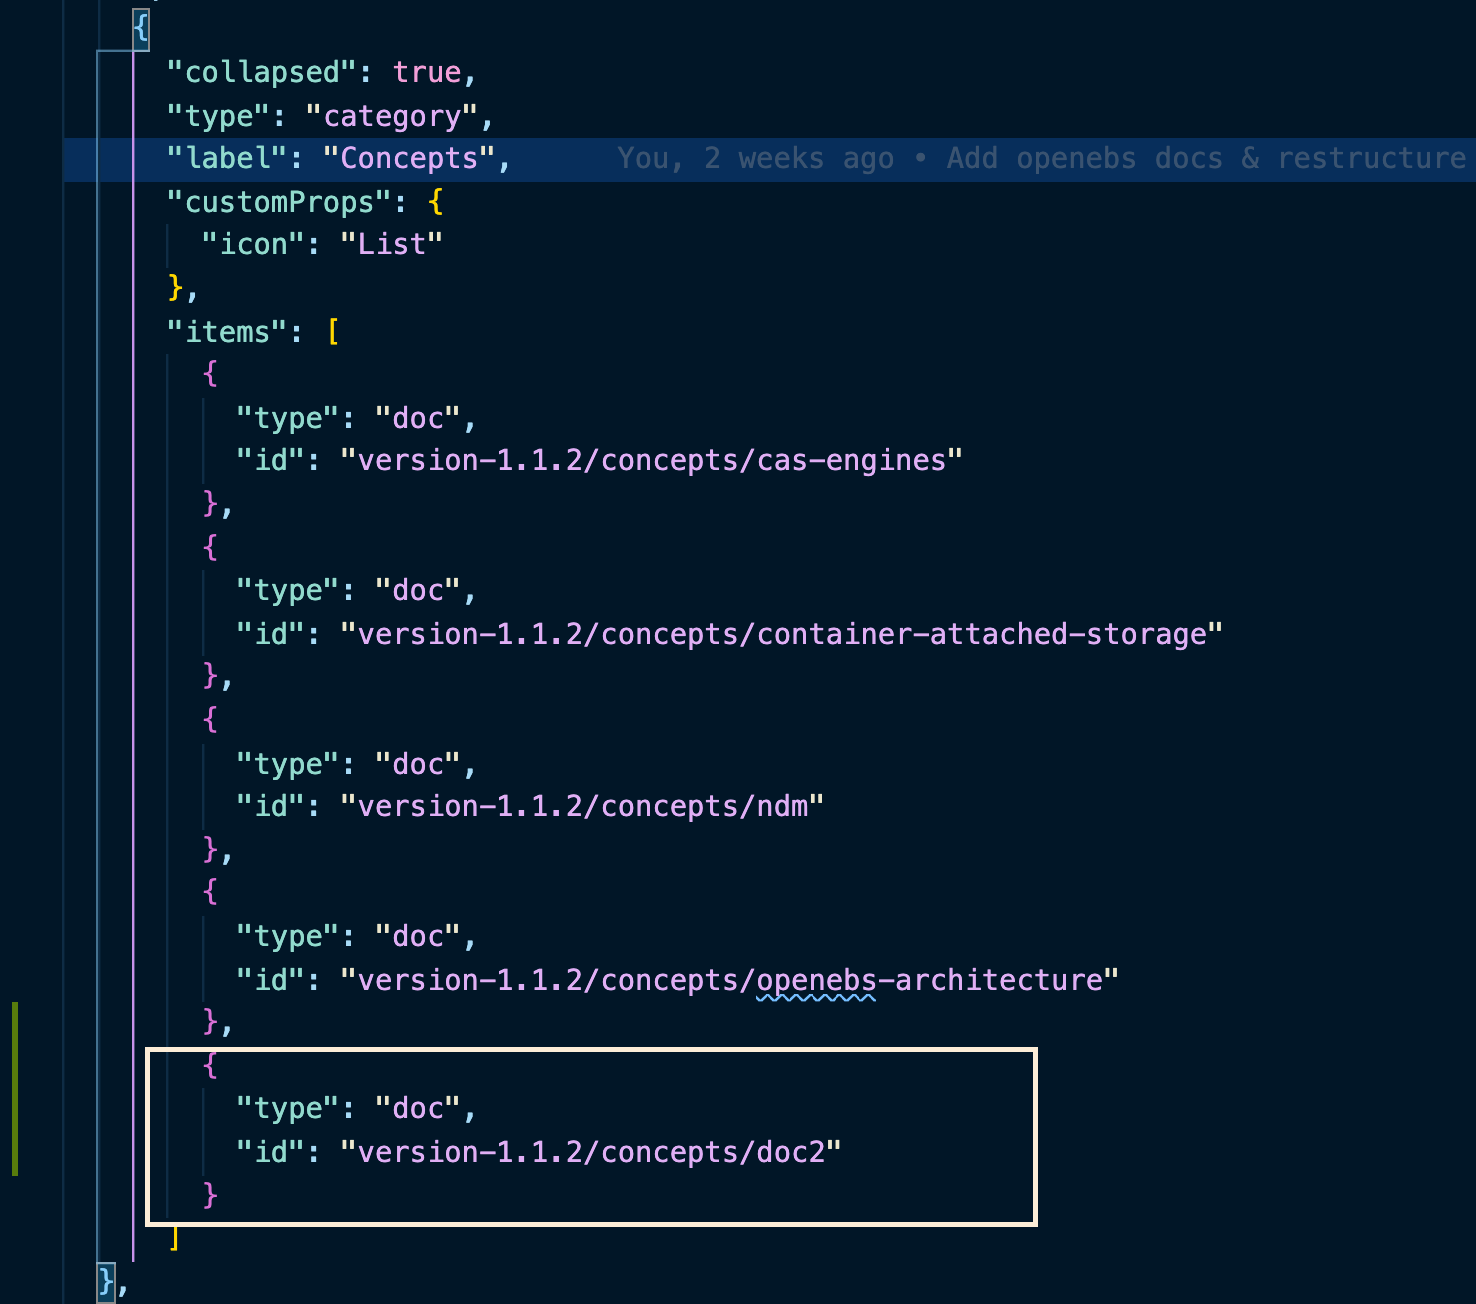 {
"collapsed": true,
"type": "category",
"label": "Concepts", You, 2 weeks ago • Add openebs docs & restructure
"customProps": {
"icon": "List"
},
"items": [
{
"type": "doc",
"id": "version-1.1.2/concepts/cas-engines"
},
{
"type": "doc",
"id": "version-1.1.2/concepts/container-attached-storage"
},
{
"type": "doc",
"id": "version-1.1.2/concepts/ndm"
},
{
"type": "doc",
"id": "version-1.1.2/concepts/openebs-architecture"
},
{
"type": "doc",
"id": "version-1.1.2/concepts/doc2"
}
]
},